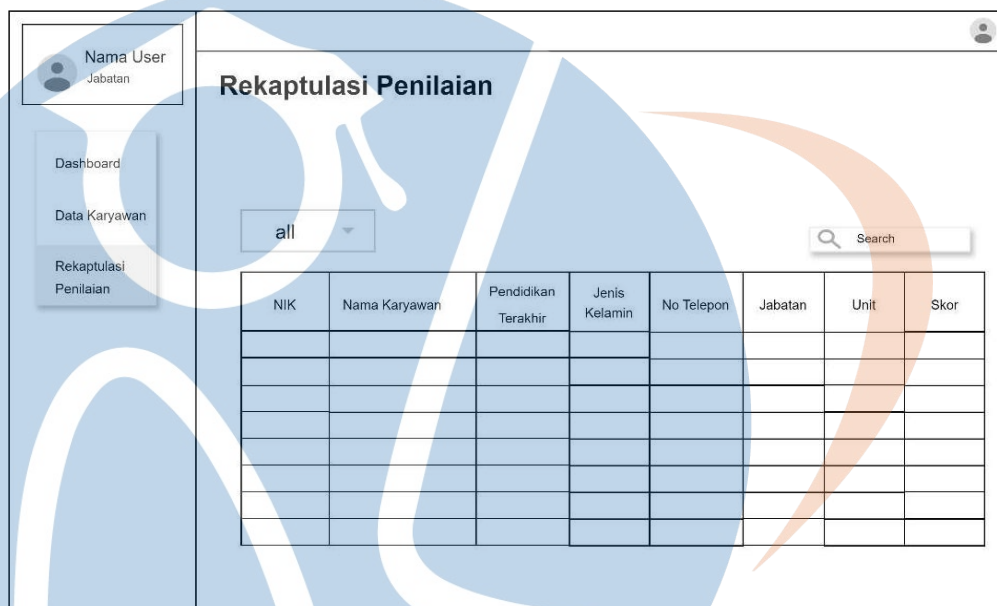 Nama User
Jabatan
Rekaptulasi Penilaian
Dashboard
Data Karyawan
Rekaptulasi
Penilaian
all
Search
NIK
Nama Karyawan
Pendidikan
Terakhir
Jenis
Kelamin
No Telepon
Jabatan
Unit
Skor